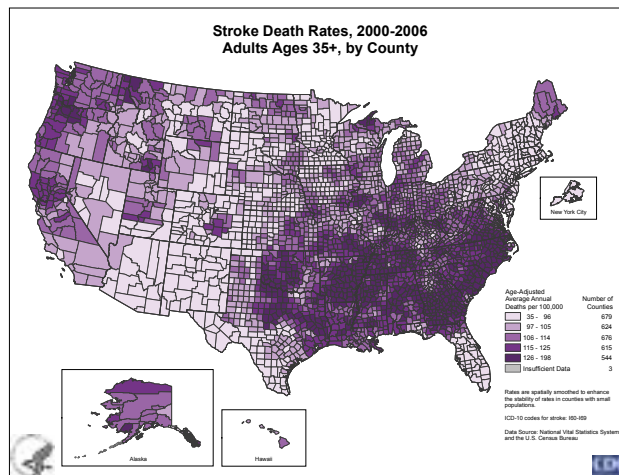 Stroke Death Rates, 2000-2006
Adults Ages 35+, by County
New York City
Age-Adjusted
Average Annual
Deaths per 100,000
Number of
Counties
35 - 96 679
97 - 105 624
106 - 114 676
115 - 125 615
126 - 198 544
Insufficient Data 3
Rates are spatially smoothed to enhance
the stability of rates in counties with small
populations.
ICD-10 codes for stroke: I60-I69
Data Source: National Vital Statistics System
and the U.S. Census Bureau
Alaska
Hawaii
CDC